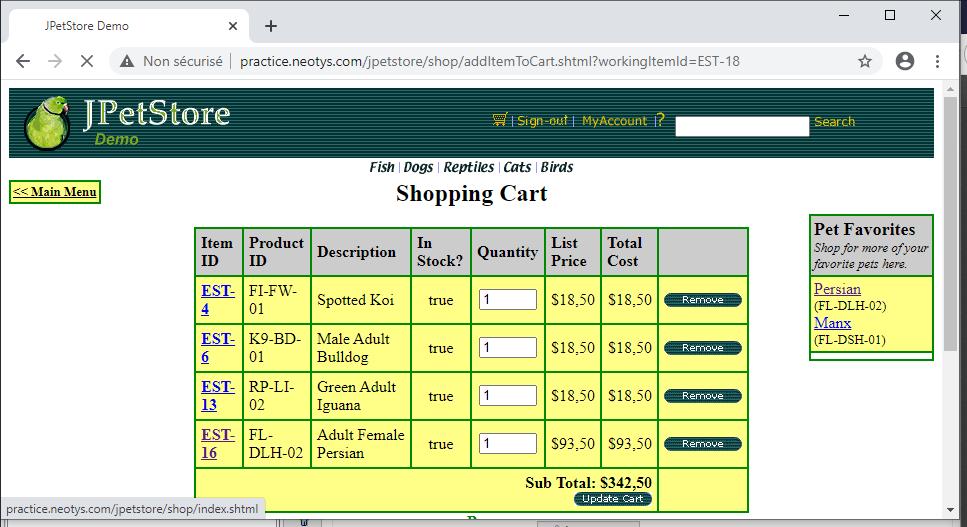 JPetStore Demo
Non sécurisé | practice.neotys.com/jpetstore/shop/addItemToCart.shtml?workingItemId=EST-18
JPetStore
Demo
| Sign-out | MyAccount | ?
Search
Fish | Dogs | Reptiles | Cats | Birds
<< Main Menu
Shopping Cart
Item ID Product ID Description In Stock? Quantity List Price Total Cost
EST-4 FI-FW-01 Spotted Koi true 1 $18,50 $18,50 Remove
EST-6 K9-BD-01 Male Adult Bulldog true 1 $18,50 $18,50 Remove
EST-13 RP-LI-02 Green Adult Iguana true 1 $18,50 $18,50 Remove
EST-16 FL-DLH-02 Adult Female Persian true 1 $93,50 $93,50 Remove
Sub Total: $342,50
Update Cart
Pet Favorites
Shop for more of your
favorite pets here.
Persian
(FL-DLH-02)
Manx
(FL-DSH-01)
practice.neotys.com/jpetstore/shop/index.shtml